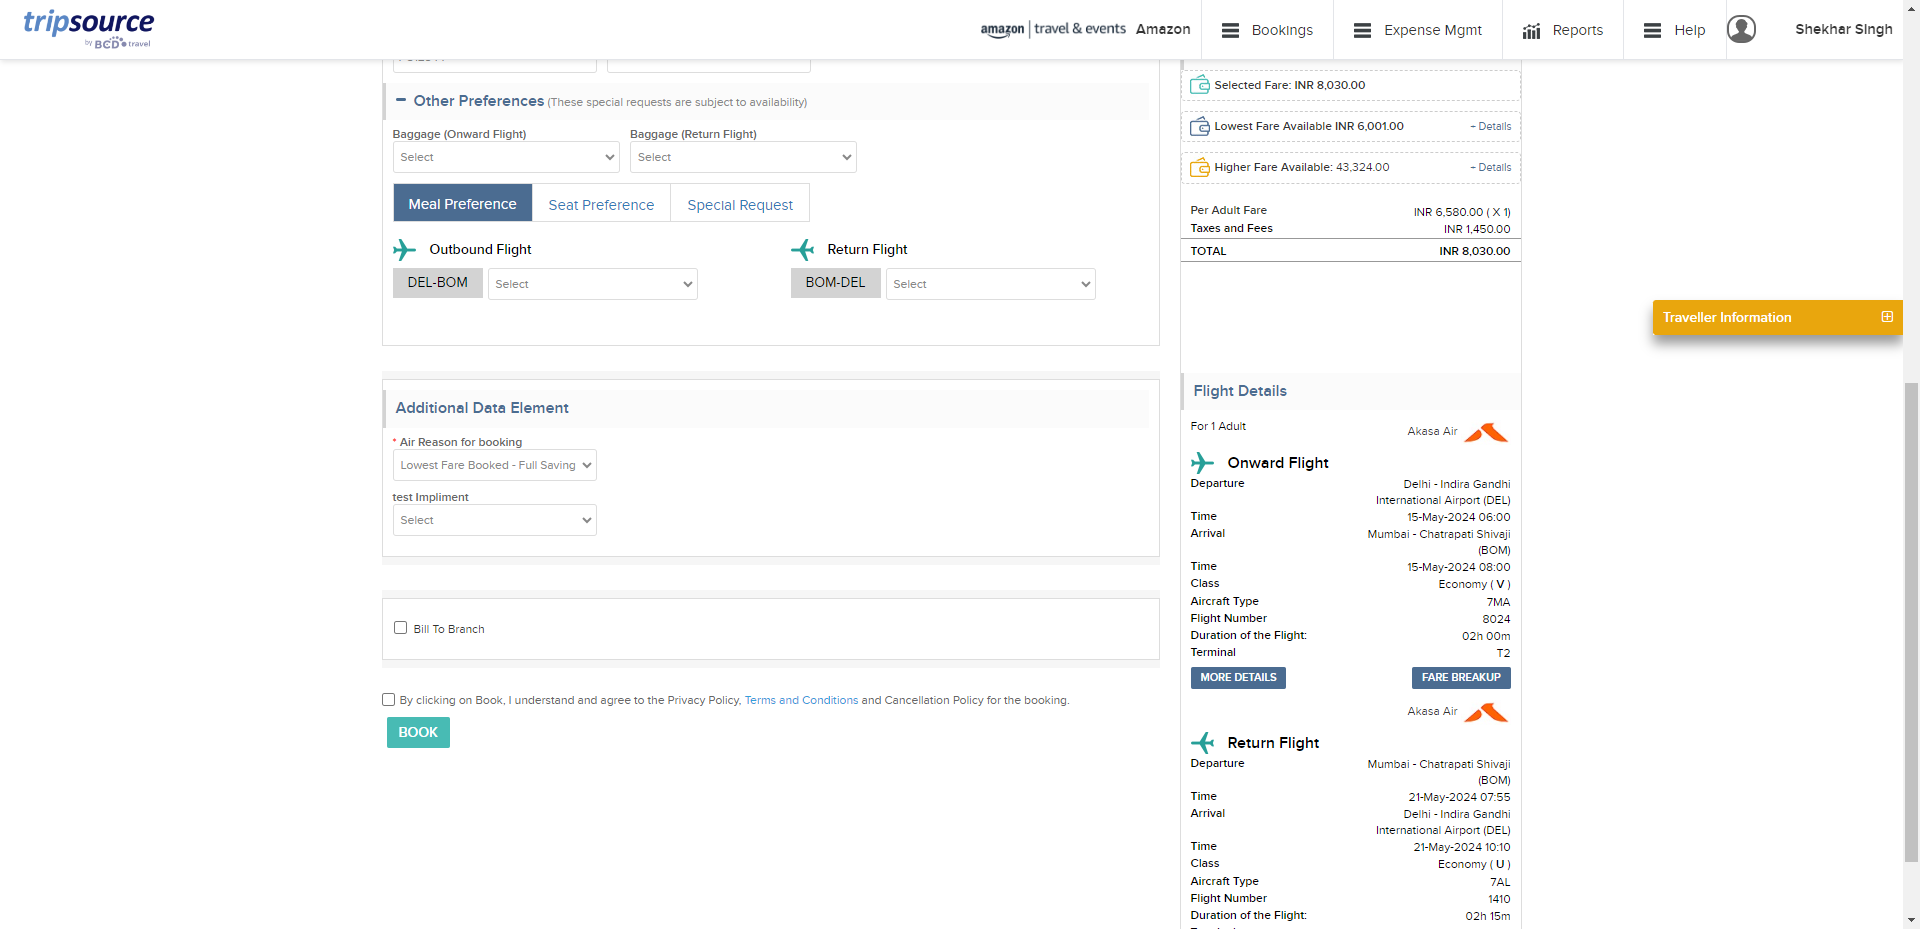 tripsource
by BCD travel
amazon | travel & events Amazon
Bookings
Expense Mgmt
Reports
Help
Shekhar Singh
Other Preferences (These special requests are subject to availability)
Baggage (Onward Flight)
Baggage (Return Flight)
Select
Select
Meal Preference
Seat Preference
Special Request
Outbound Flight
Return Flight
DEL-BOM
Select
BOM-DEL
Select
Additional Data Element
* Air Reason for booking
Lowest Fare Booked - Full Saving
test Impliment
Select
Bill To Branch
By clicking on Book, I understand and agree to the Privacy Policy, Terms and Conditions and Cancellation Policy for the booking.
BOOK
Selected Fare: INR 8,030.00
Lowest Fare Available INR 6,001.00
+ Details
Higher Fare Available: 43,324.00
+ Details
Per Adult Fare INR 6,580.00 ( X 1)
Taxes and Fees INR 1,450.00
TOTAL INR 8,030.00
Traveller Information
Flight Details
For 1 Adult
Akasa Air
Onward Flight
Departure Delhi - Indira Gandhi
International Airport (DEL)
Time 15-May-2024 06:00
Arrival Mumbai - Chatrapati Shivaji
(BOM)
Time 15-May-2024 08:00
Class Economy ( V )
Aircraft Type 7MA
Flight Number 8024
Duration of the Flight: 02h 00m
Terminal T2
MORE DETAILS
FARE BREAKUP
Akasa Air
Return Flight
Departure Mumbai - Chatrapati Shivaji
(BOM)
Time 21-May-2024 07:55
Arrival Delhi - Indira Gandhi
International Airport (DEL)
Time 21-May-2024 10:10
Class Economy ( U )
Aircraft Type 7AL
Flight Number 1410
Duration of the Flight: 02h 15m